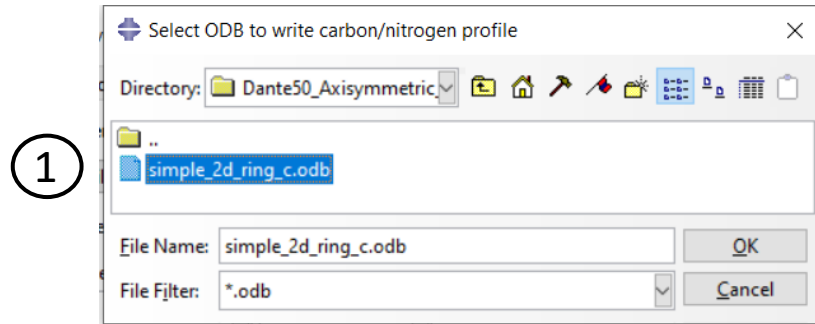 Select ODB to write carbon/nitrogen profile
Directory: Dante50_Axisymmetric_
..
1
simple_2d_ring_c.odb
File Name: simple_2d_ring_c.odb OK
File Filter: *.odb Cancel